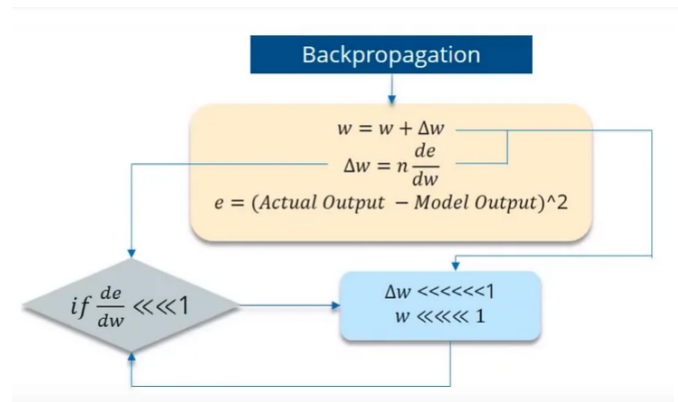 Backpropagation
w = w + Δw
Δw = n de/dw
e = (Actual Output − Model Output)^2
if de/dw ⋘1
Δw <<<<<<1
w ⋘⋘ 1